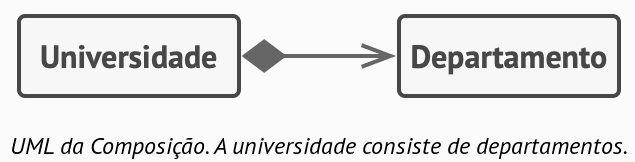 Universidade
Departamento
UML da Composição. A universidade consiste de departamentos.